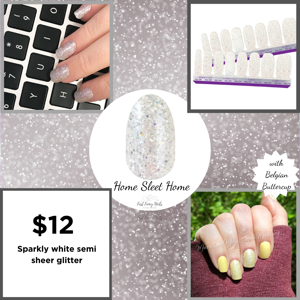 with
Belgian
Buttercup
Home Sleet Home
$12
Sparkly white semi
sheer glitter